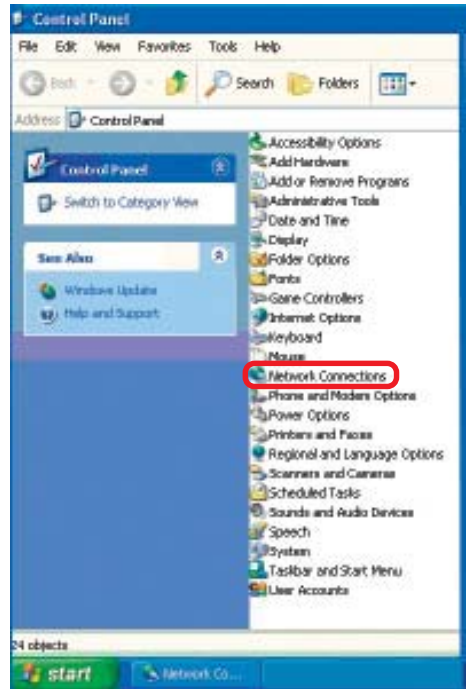 Control Panel
File Edit View Favorites Tools Help
Back Search Folders
Address Control Panel
Control Panel
Switch to Category View
See Also
Windows Update
Help and Support
Accessibility Options
Add Hardware
Add or Remove Programs
Administrative Tools
Date and Time
Display
Folder Options
Fonts
Game Controllers
Internet Options
Keyboard
Mouse
Network Connections
Phone and Modem Options
Power Options
Printers and Faxes
Regional and Language Options
Scanners and Cameras
Scheduled Tasks
Sounds and Audio Devices
Speech
System
Taskbar and Start Menu
User Accounts
24 objects
start Network Co...